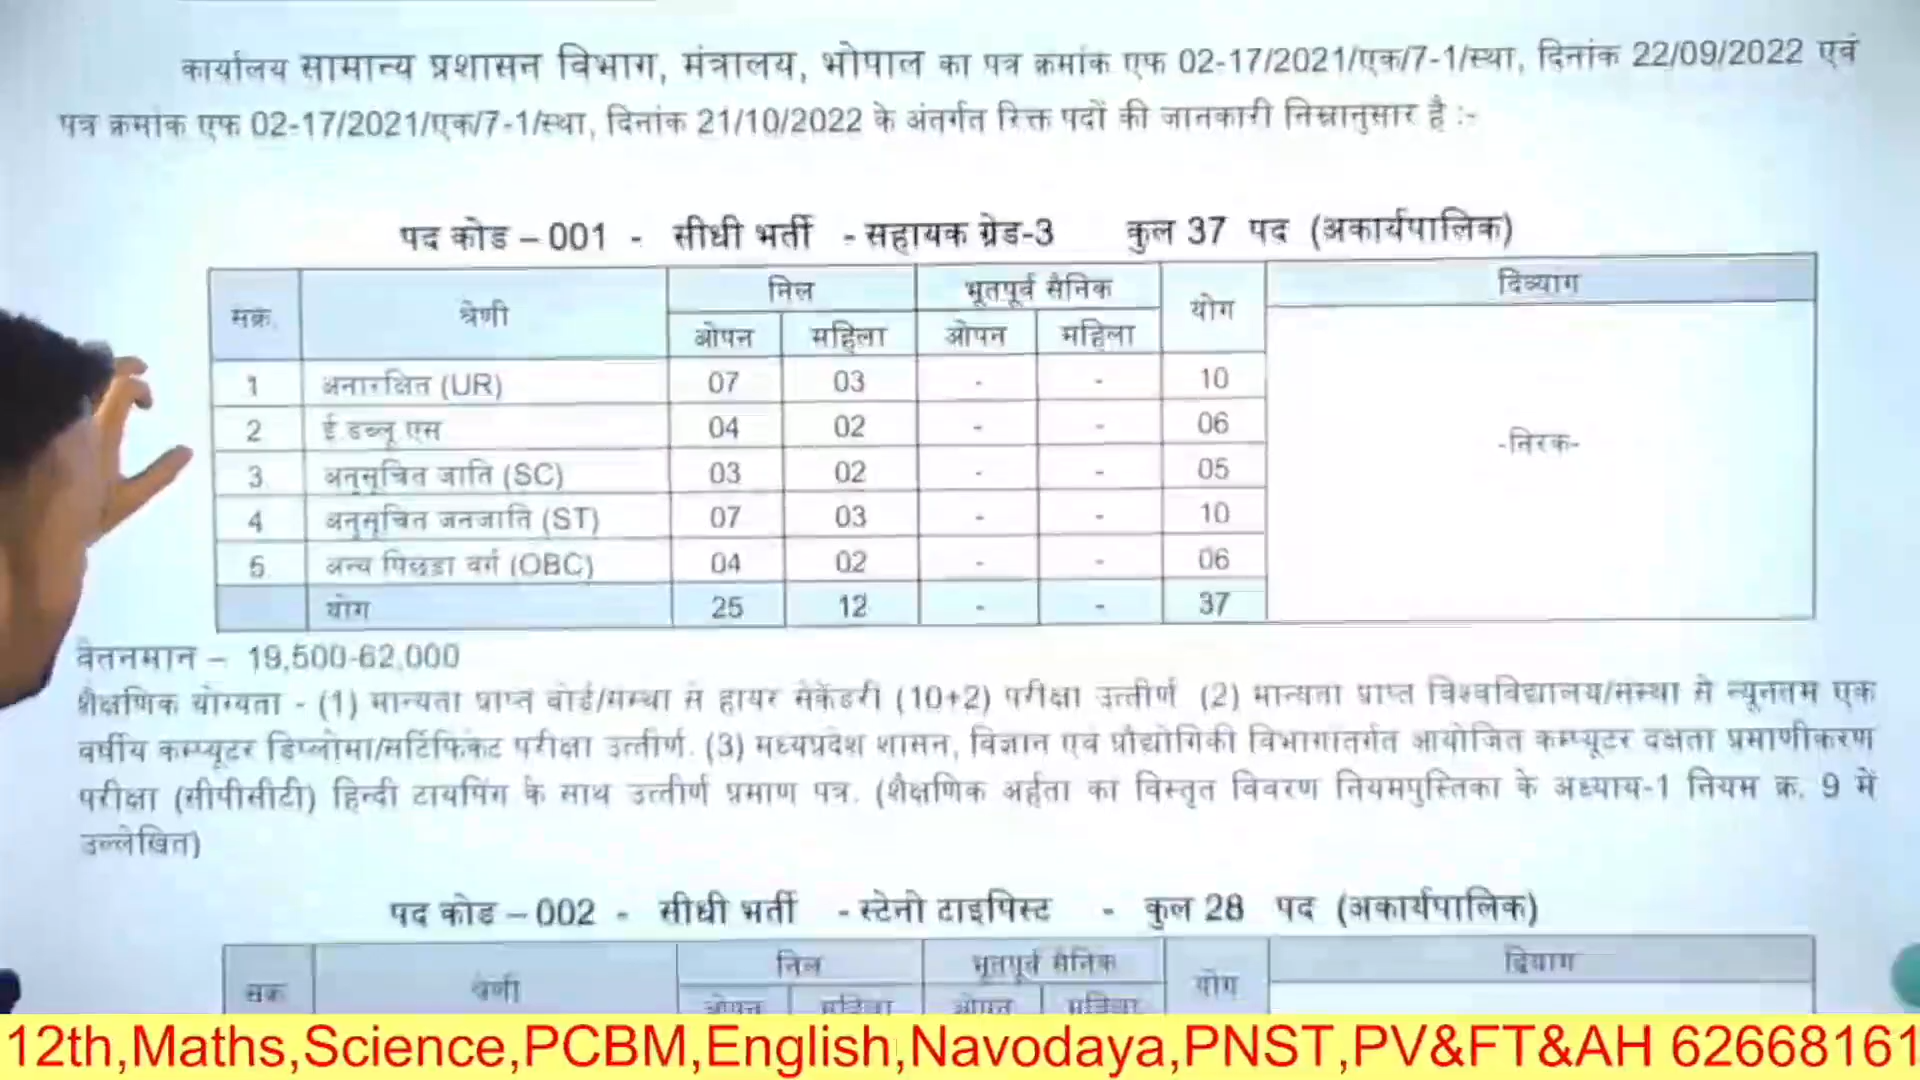 कार्यालय सामान्य प्रशासन विभाग, मंत्रालय, भोपाल का पत्र क्रमांक एफ 02-17/2021/एक/7-1/स्था, दिनांक 22/09/2022 एवं
पत्र क्रमांक एफ 02-17/2021/एक/7-1/स्था, दिनांक 21/10/2022 के अंतर्गत रिक्त पदों की जानकारी निम्नानुसार है :-
पद कोड – 001 - सीधी भर्ती - सहायक ग्रेड-3 कुल 37 पद (अकार्यपालिक)
सक्र. श्रेणी निल भूतपूर्व सैनिक योग दिव्यांग
ओपन महिला ओपन महिला
1 अनारक्षित (UR) 07 03 - - 10
2 ई.डब्लू.एस 04 02 - - 06
-निरंक-
3. अनुसूचित जाति (SC) 03 02 - - 05
4 अनुसूचित जनजाति (ST) 07 03 - - 10
5. अन्य पिछडा वर्ग (OBC) 04 02 - - 06
योग 25 12 - - 37
वेतनमान – 19,500-62,000
शैक्षणिक योग्यता - (1) मान्यता प्राप्त बोर्ड/संस्था से हायर सेकेंडरी (10+2) परीक्षा उत्तीर्ण (2) मान्यता प्राप्त विश्वविद्यालय/संस्था से न्यूनतम एक
वर्षीय कम्प्यूटर डिप्लोमा/सर्टिफिकेट परीक्षा उत्तीर्ण. (3) मध्यप्रदेश शासन, विज्ञान एवं प्रौद्योगिकी विभागातर्गत आयोजित कम्प्यूटर दक्षता प्रमाणीकरण
परीक्षा (सीपीसीटी) हिन्दी टायपिंग के साथ उत्तीर्ण प्रमाण पत्र. (शैक्षणिक अर्हता का विस्तृत विवरण नियमपुस्तिका के अध्याय-1 नियम क्र. 9 में
उल्लेखित)
पद कोड – 002 - सीधी भर्ती - स्टेनो टाइपिस्ट - कुल 28 पद (अकार्यपालिक)
सक्र श्रेणी निल भूतपूर्व सैनिक योग दिव्याग
ओपन महिला ओपन महिला
12th,Maths,Science,PCBM,English,Navodaya,PNST,PV&FT&AH 62668161